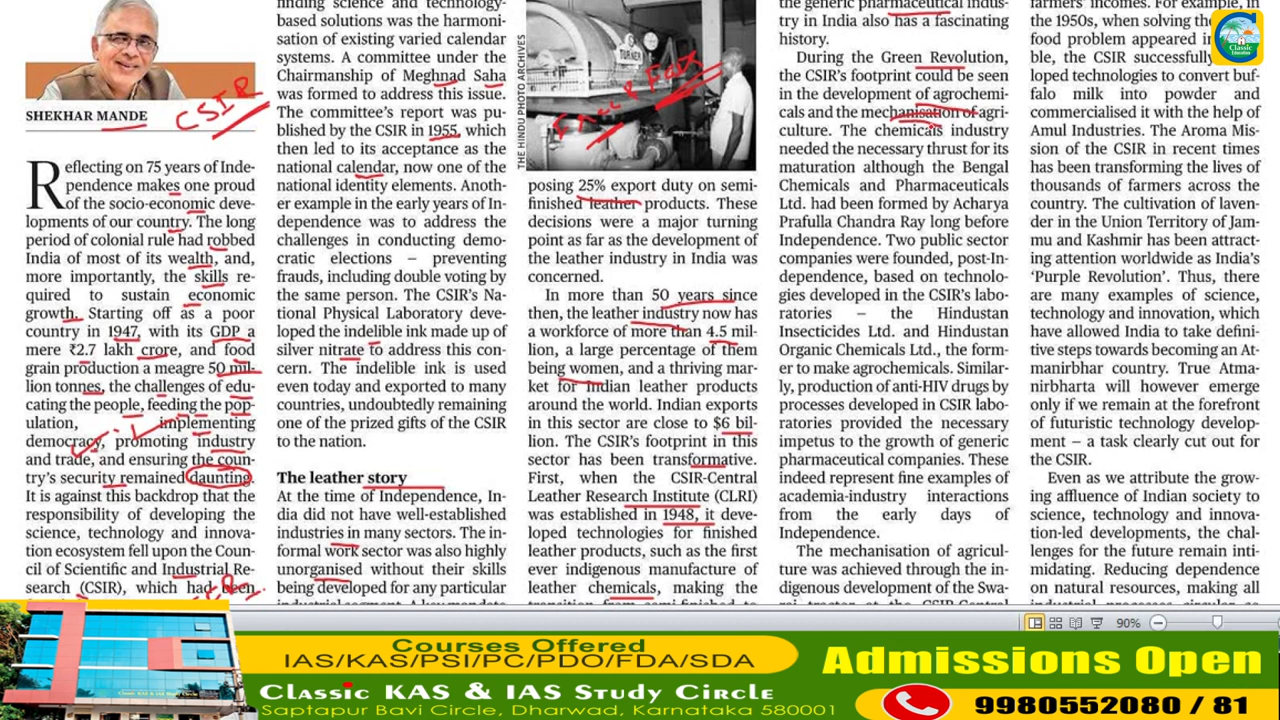 SHEKHAR MANDE
CSIR
Reflecting on 75 years of Inde-
pendence makes one proud
of the socio-economic deve-
lopments of our country. The long
period of colonial rule had robbed
India of most of its wealth, and,
more importantly, the skills re-
quired to sustain economic
growth. Starting off as a poor
country in 1947, with its GDP a
mere ₹2.7 lakh crore, and food
grain production a meagre 50 mil-
lion tonnes, the challenges of edu-
cating the people, feeding the pop-
ulation, implementing
democracy, promoting industry
and trade, and ensuring the coun-
try's security remained daunting.
It is against this backdrop that the
responsibility of developing the
science, technology and innova-
tion ecosystem fell upon the Coun-
cil of Scientific and Industrial Re-
search (CSIR), which had been
finding science and technology-
based solutions was the harmoni-
sation of existing varied calendar
systems. A committee under the
Chairmanship of Meghnad Saha
was formed to address this issue.
The committee's report was pu-
blished by the CSIR in 1955, which
then led to its acceptance as the
national calendar, now one of the
national identity elements. Anoth-
er example in the early years of In-
dependence was to address the
challenges in conducting demo-
cratic elections – preventing
frauds, including double voting by
the same person. The CSIR's Na-
tional Physical Laboratory deve-
loped the indelible ink made up of
silver nitrate to address this con-
cern. The indelible ink is used
even today and exported to many
countries, undoubtedly remaining
one of the prized gifts of the CSIR
to the nation.
The leather story
At the time of Independence, In-
dia did not have well-established
industries in many sectors. The in-
formal work sector was also highly
unorganised without their skills
being developed for any particular
industrial segment. A key mandate
THE HINDU PHOTO ARCHIVES
posing 25% export duty on semi-
finished leather products. These
decisions were a major turning
point as far as the development of
the leather industry in India was
concerned.
In more than 50 years since
then, the leather industry now has
a workforce of more than 4.5 mil-
lion, a large percentage of them
being women, and a thriving mar-
ket for Indian leather products
around the world. Indian exports
in this sector are close to $6 bil-
lion. The CSIR's footprint in this
sector has been transformative.
First, when the CSIR-Central
Leather Research Institute (CLRI)
was established in 1948, it deve-
loped technologies for finished
leather products, such as the first
ever indigenous manufacture of
leather chemicals, making the
transition from semi-finished to
the generic pharmaceutical indus-
try in India also has a fascinating
history.
During the Green Revolution,
the CSIR's footprint could be seen
in the development of agrochemi-
cals and the mechanisation of agri-
culture. The chemicals industry
needed the necessary thrust for its
maturation although the Bengal
Chemicals and Pharmaceuticals
Ltd. had been formed by Acharya
Prafulla Chandra Ray long before
Independence. Two public sector
companies were founded, post-In-
dependence, based on technolo-
gies developed in the CSIR's labo-
ratories – the Hindustan
Insecticides Ltd. and Hindustan
Organic Chemicals Ltd., the form-
er to make agrochemicals. Similar-
ly, production of anti-HIV drugs by
processes developed in CSIR labo-
ratories provided the necessary
impetus to the growth of generic
pharmaceutical companies. These
indeed represent fine examples of
academia-industry interactions
from the early days of
Independence.
The mechanisation of agricul-
ture was achieved through the in-
digenous development of the Swa-
raj tractor at the CSIR-Central
farmers' incomes. For example, in
the 1950s, when solving the
food problem appeared
ble, the CSIR successfully
loped technologies to convert buf-
falo milk into powder and
commercialised it with the help of
Amul Industries. The Aroma Mis-
sion of the CSIR in recent times
has been transforming the lives of
thousands of farmers across the
country. The cultivation of laven-
der in the Union Territory of Jam-
mu and Kashmir has been attract-
ing attention worldwide as India's
'Purple Revolution'. Thus, there
are many examples of science,
technology and innovation, which
have allowed India to take defini-
tive steps towards becoming an At-
manirbhar country. True Atma-
nirbharta will however emerge
only if we remain at the forefront
of futuristic technology develop-
ment – a task clearly cut out for
the CSIR.
Even as we attribute the grow-
ing affluence of Indian society to
science, technology and innova-
tion-led developments, the chal-
lenges for the future remain inti-
midating. Reducing dependence
on natural resources, making all
industrial processes circular so
Classic
Education
90%
Courses Offered
IAS/KAS/PSI/PC/PDO/FDA/SDA
Classic KAS & IAS Study Circle
Saptapur Bavi Circle, Dharwad, Karnataka 580001
Admissions Open
9980552080 / 81